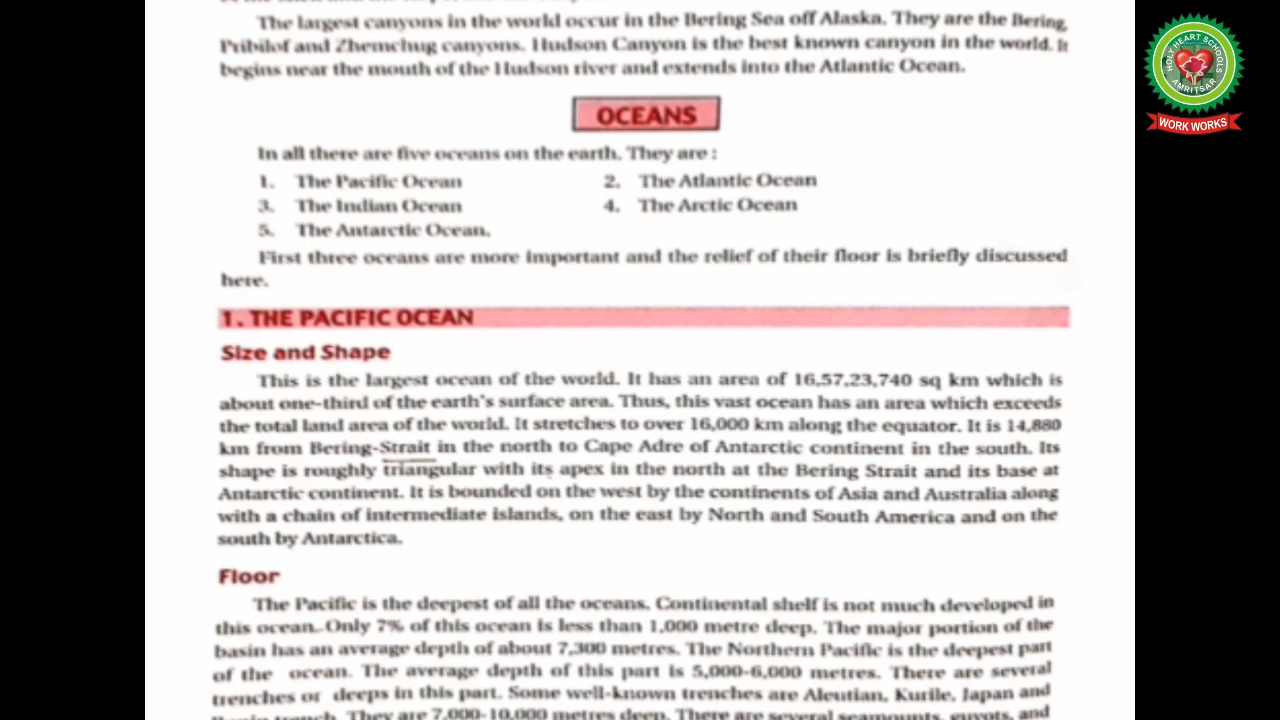 The largest canyons in the world occur in the Bering Sea off Alaska. They are the Bering,
Pribilof and Zhemchug canyons. Hudson Canyon is the best known canyon in the world. It
begins near the mouth of the Hudson river and extends into the Atlantic Ocean.
OCEANS
In all there are five oceans on the earth. They are :
1. The Pacific Ocean 2. The Atlantic Ocean
3. The Indian Ocean 4. The Arctic Ocean
5. The Antarctic Ocean.
First three oceans are more important and the relief of their floor is briefly discussed
here.
1. THE PACIFIC OCEAN
Size and Shape
This is the largest ocean of the world. It has an area of 16,57,23,740 sq km which is
about one-third of the earth's surface area. Thus, this vast ocean has an area which exceeds
the total land area of the world. It stretches to over 16,000 km along the equator. It is 14,880
km from Bering-Strait in the north to Cape Adre of Antarctic continent in the south. Its
shape is roughly triangular with its apex in the north at the Bering Strait and its base at
Antarctic continent. It is bounded on the west by the continents of Asia and Australia along
with a chain of intermediate islands, on the east by North and South America and on the
south by Antarctica.
Floor
The Pacific is the deepest of all the oceans. Continental shelf is not much developed in
this ocean. Only 7% of this ocean is less than 1,000 metre deep. The major portion of the
basin has an average depth of about 7,300 metres. The Northern Pacific is the deepest part
of the ocean. The average depth of this part is 5,000-6,000 metres. There are several
trenches or deeps in this part. Some well-known trenches are Aleutian, Kurile, Japan and
trench. They are 7,000-10,000 metres deep. There are several seamounts, guyots, and
HOLY HEART SCHOOLS
AMRITSAR
WORK WORKS